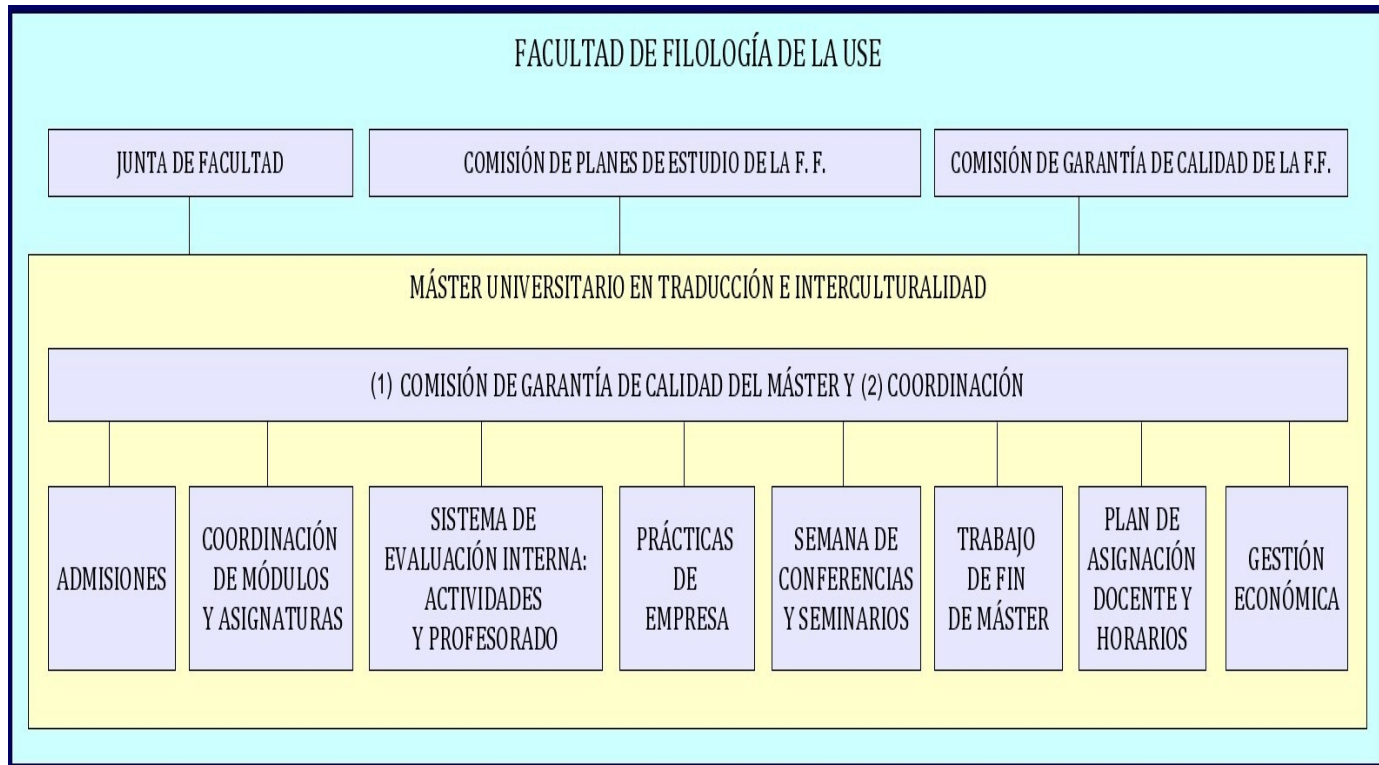 FACULTAD DE FILOLOGÍA DE LA USE
JUNTA DE FACULTAD
COMISIÓN DE PLANES DE ESTUDIO DE LA F. F.
COMISIÓN DE GARANTÍA DE CALIDAD DE LA F.F.
MÁSTER UNIVERSITARIO EN TRADUCCIÓN E INTERCULTURALIDAD
(1) COMISIÓN DE GARANTÍA DE CALIDAD DEL MÁSTER Y (2) COORDINACIÓN
ADMISIONES
COORDINACIÓN
DE MÓDULOS
Y ASIGNATURAS
SISTEMA DE
EVALUACIÓN INTERNA:
ACTIVIDADES
Y PROFESORADO
PRÁCTICAS
DE
EMPRESA
SEMANA DE
CONFERENCIAS
Y SEMINARIOS
TRABAJO
DE FIN
DE MÁSTER
PLAN DE
ASIGNACIÓN
DOCENTE Y
HORARIOS
GESTIÓN
ECONÓMICA